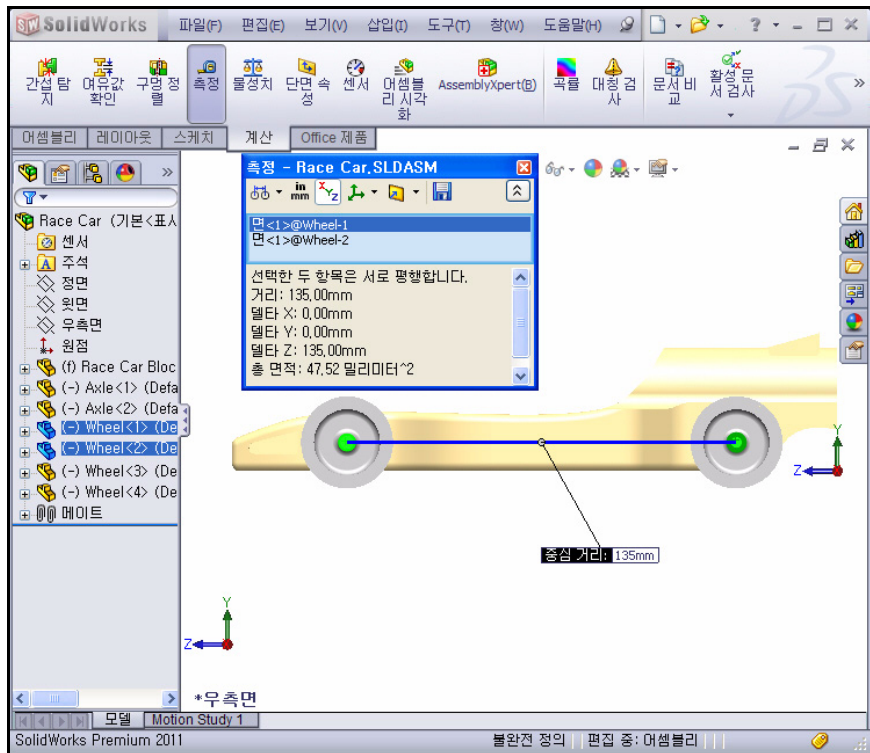 SolidWorks 파일(F) 편집(E) 보기(V) 삽입(I) 도구(T) 창(W) 도움말(H)
간섭 탐지
여유값 확인
구멍 정렬
측정
물성치
단면 속성
센서
어셈블리 시각화
AssemblyXpert(B)
곡률
대칭 검사
문서 비교
활성 문서 검사
어셈블리 레이아웃 스케치 계산 Office 제품
측정 - Race Car.SLDASM
in
mm
면<1>@Wheel-1
면<1>@Wheel-2
선택한 두 항목은 서로 평행합니다.
거리: 135.00mm
델타 X: 0.00mm
델타 Y: 0.00mm
델타 Z: 135.00mm
총 면적: 47.52 밀리미터^2
Race Car (기본<표시
센서
주석
정면
윗면
우측면
원점
(f) Race Car Bloc
(-) Axle<1> (Defa
(-) Axle<2> (Defa
(-) Wheel<1> (De
(-) Wheel<2> (De
(-) Wheel<3> (De
(-) Wheel<4> (De
메이트
중심 거리: 135mm
Y
Z
Y
Z
*우측면
모델 Motion Study 1
SolidWorks Premium 2011 불완전 정의 편집 중: 어셈블리